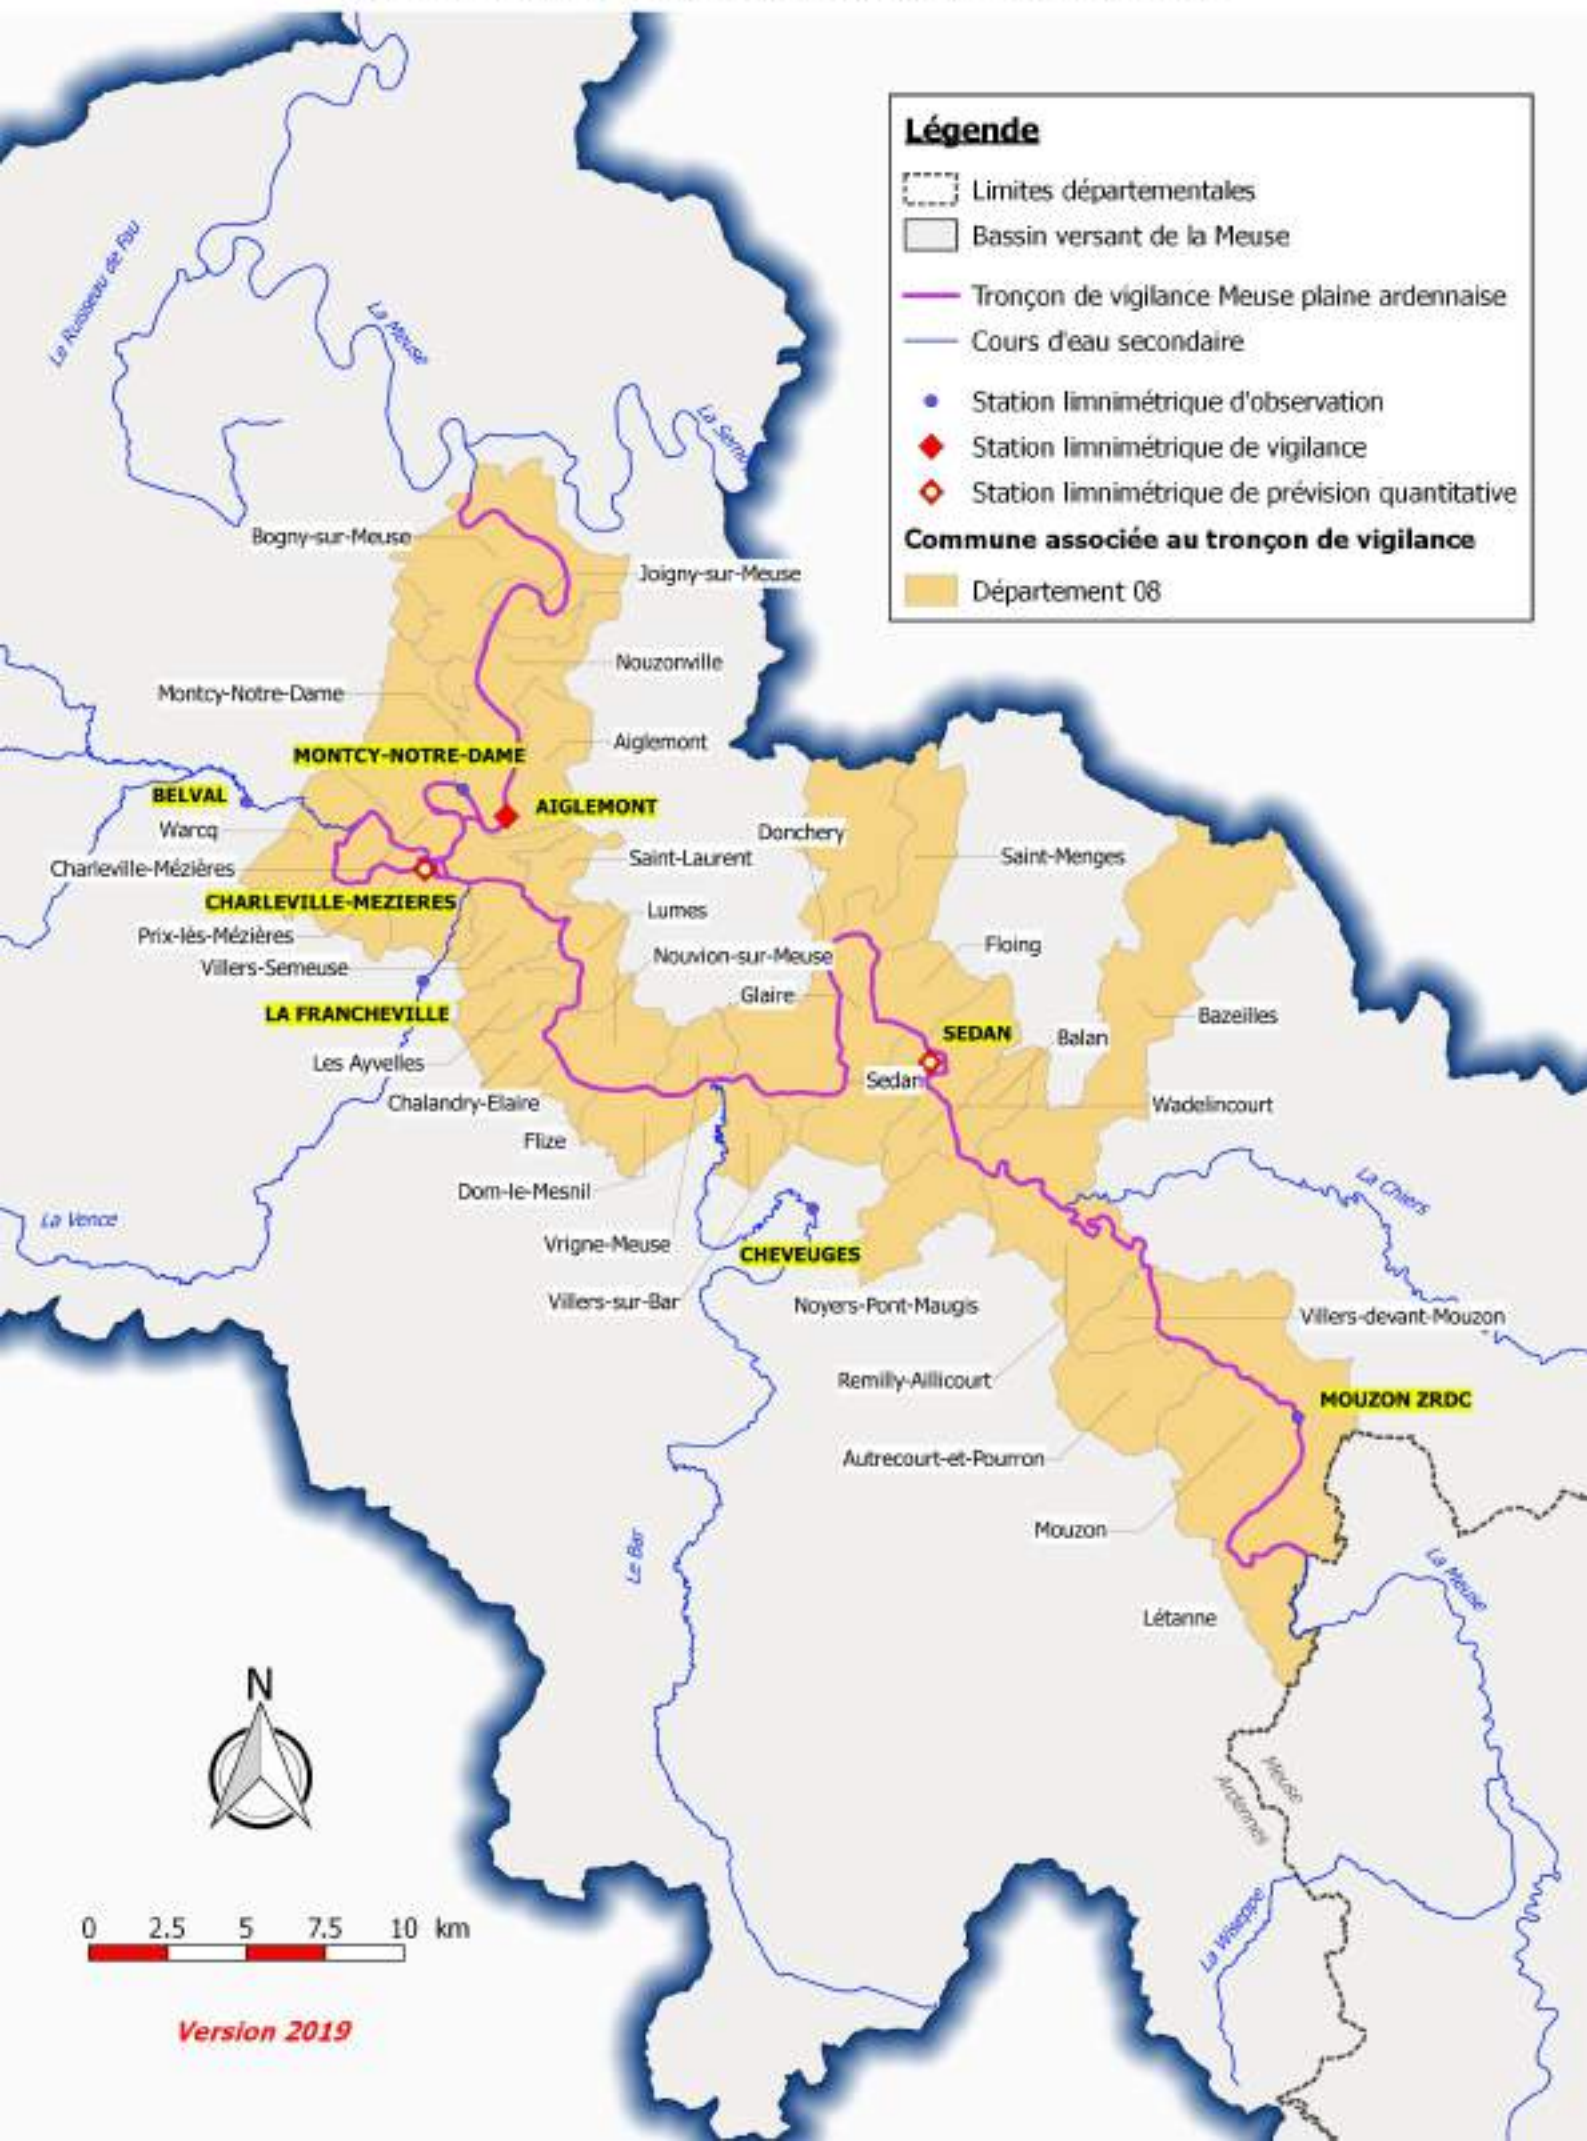 Légende
Limites départementales
Bassin versant de la Meuse
Tronçon de vigilance Meuse plaine ardennaise
Cours d'eau secondaire
Station limnimétrique d'observation
Station limnimétrique de vigilance
Station limnimétrique de prévision quantitative
Commune associée au tronçon de vigilance
Département 08
Le Ruisseau de Fau
La Meuse
Bogny-sur-Meuse
Joigny-sur-Meuse
Nouzonville
Montcy-Notre-Dame
Aiglemont
MONTCY-NOTRE-DAME
BELVAL
AIGLEMONT
Warcq
Donchery
Charleville-Mézières
Saint-Laurent
Saint-Menges
CHARLEVILLE-MEZIERES
Lumes
Prix-lès-Mézières
Floing
Nouvion-sur-Meuse
Villers-Semeuse
Glaire
LA FRANCHEVILLE
Bazeilles
SEDAN
Balan
Les Ayvelles
Sedan
Chalandry-Elaire
Wadelincourt
Flize
Dom-le-Mesnil
La Chiers
La Vence
Vrigne-Meuse
CHEVEUGES
Villers-sur-Bar
Noyers-Pont-Maugis
Villers-devant-Mouzon
Remilly-Aillicourt
MOUZON ZRDC
Autrecourt-et-Pourron
Mouzon
Le Bar
La Meuse
Létanne
N
Meuse
Ardennes
La Wiseppe
0 2.5 5 7.5 10 km
Version 2019